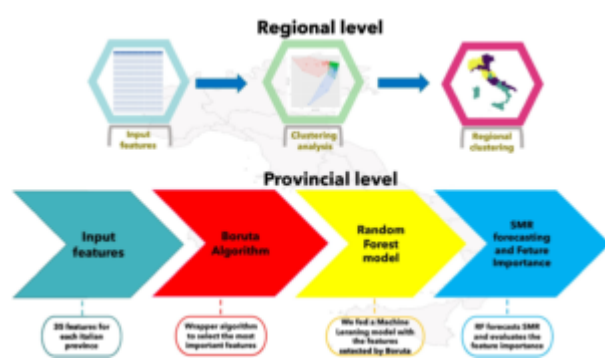 Regional level
Input
features
Clustering
analysis
Regional
clustering
Provincial level
Input
features
Boruta
Algorithm
Random
Forest
model
SMR
forecasting
and Feture
Importance
35 features for
each Italian
province
Wrapper algorithm
to select the most
important features
We fed a Machine
Learning model with
the features
selected by Boruta
RF forecasts SMR
and evaluates the
feature importance